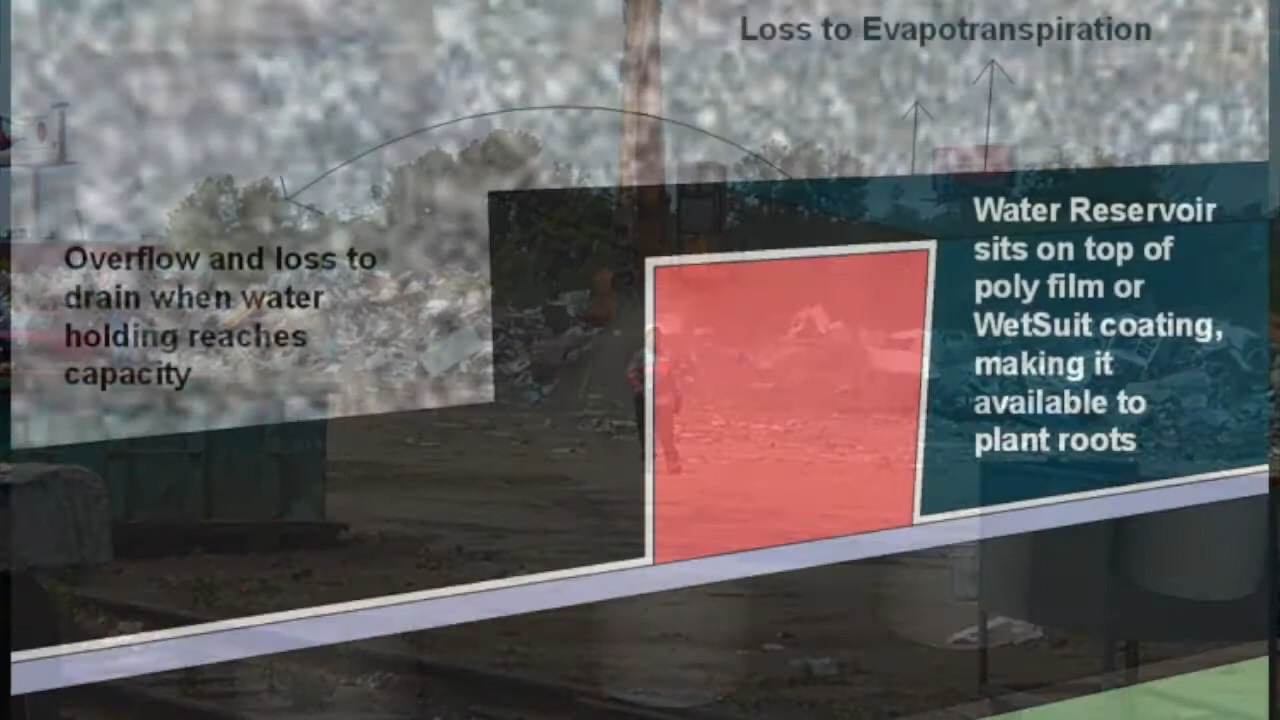 Loss to Evapotranspiration
Overflow and loss to
drain when water
holding reaches
capacity
Water Reservoir
sits on top of
poly film or
WetSuit coating,
making it
available to
plant roots